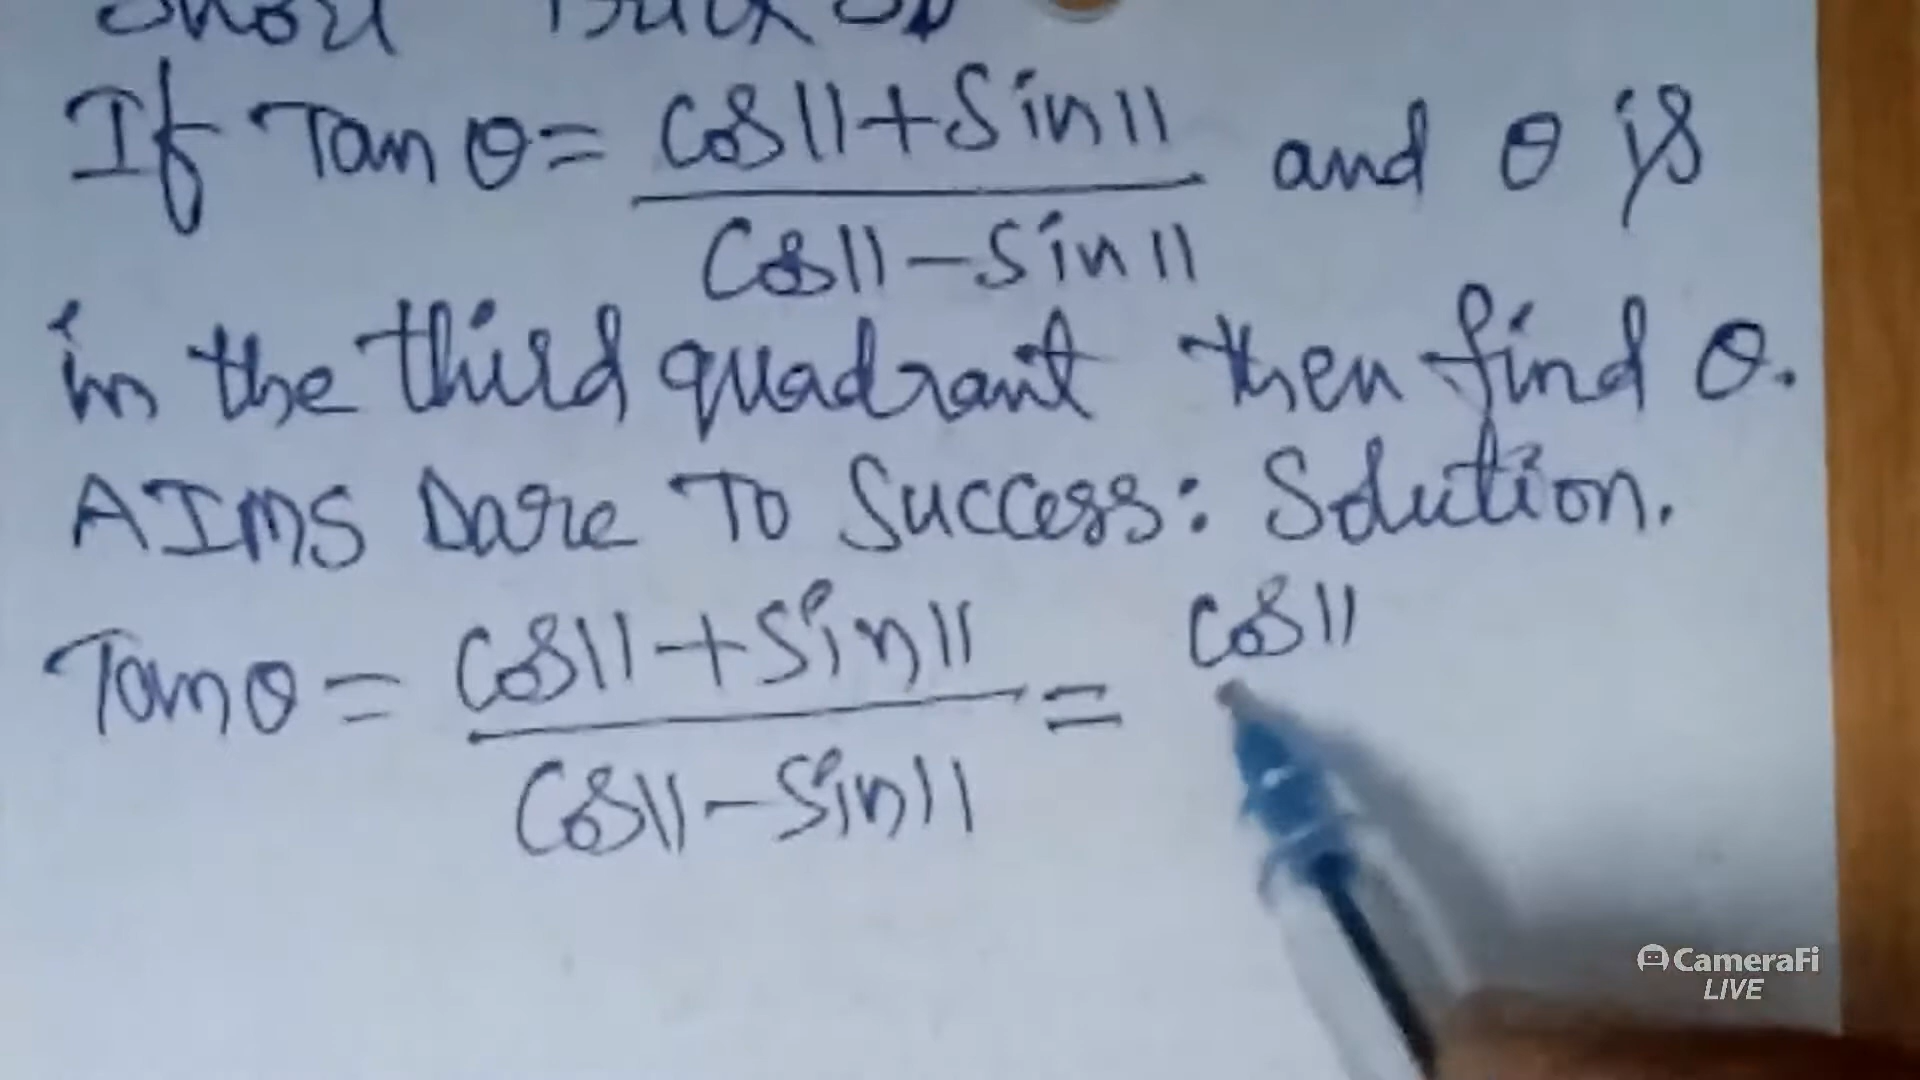 If Tan θ = Cos11+Sin11 / Cos11-Sin11 and θ is
in the third quadrant then find θ.
AIMS Dare To Success: Solution.
Tan θ = Cos11+Sin11 / Cos11-Sin11 = Cos11
CameraFi
LIVE